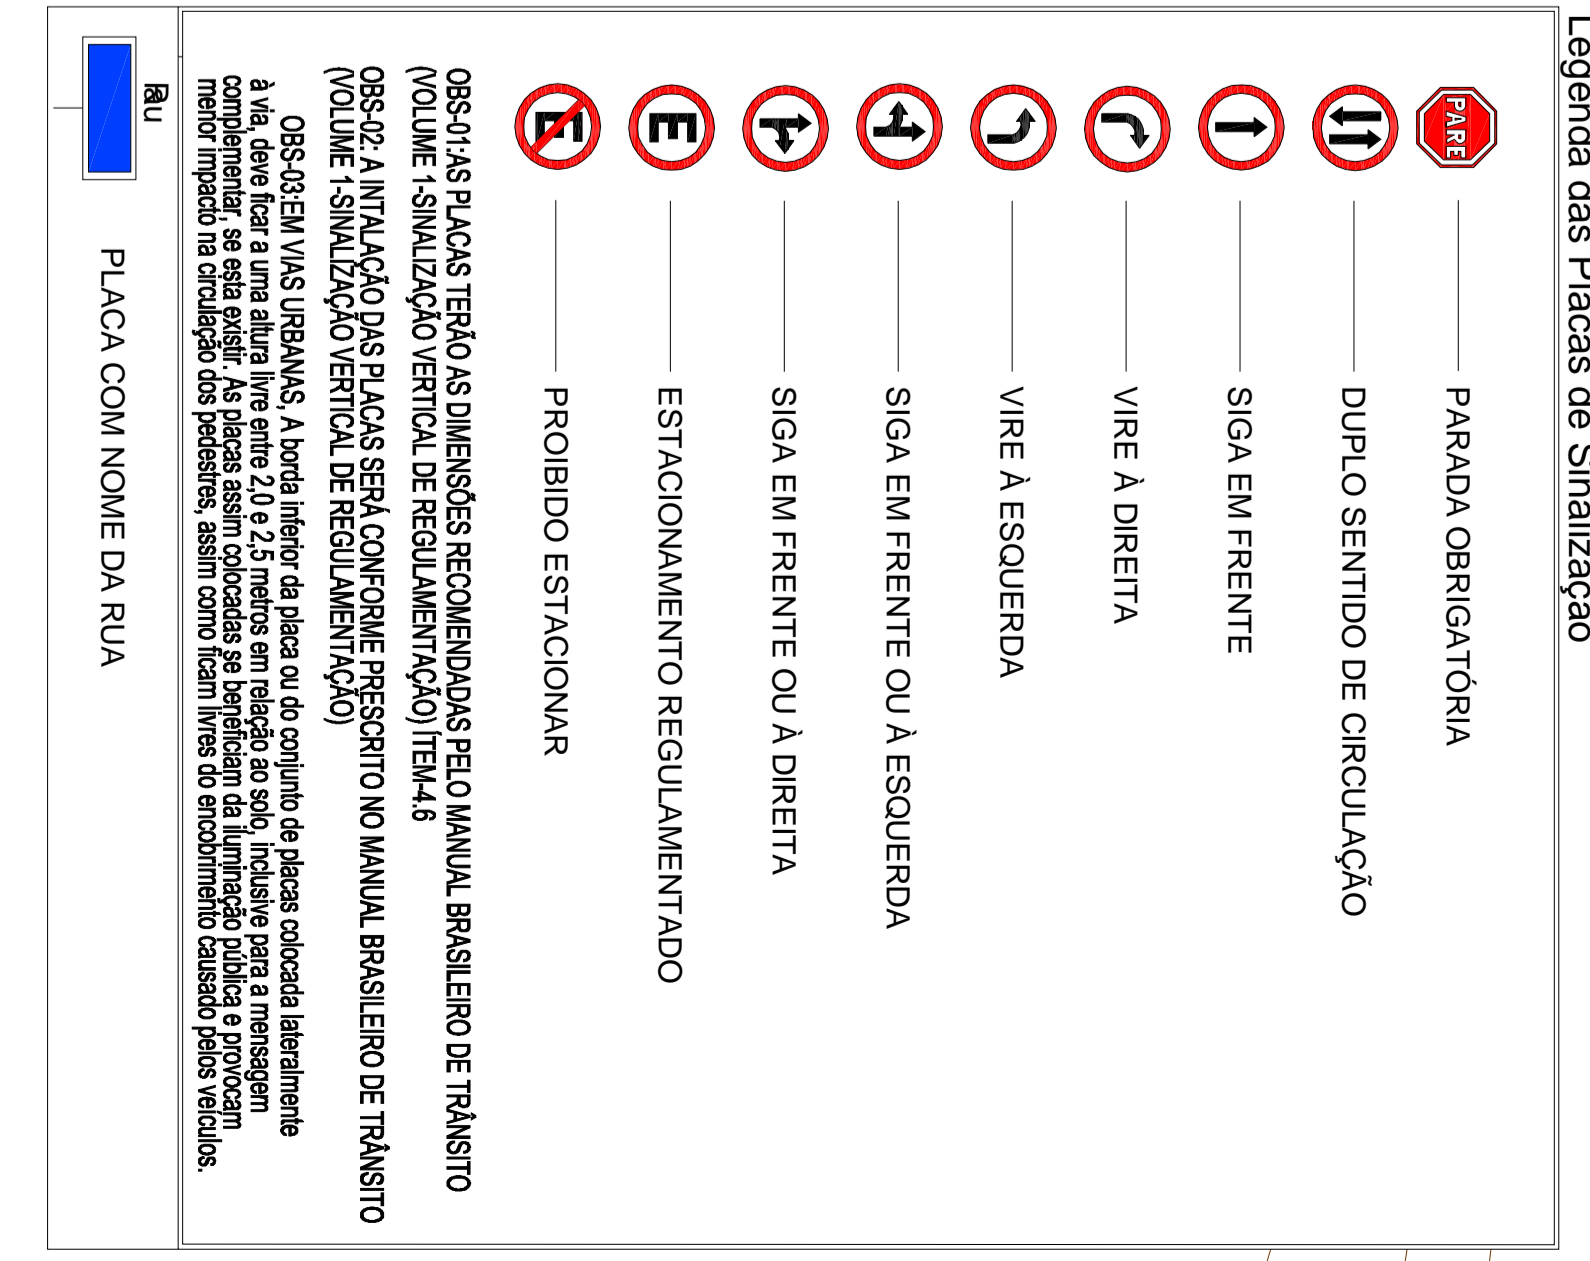 Legenda das Placas de Sinalização
PARE
PARADA OBRIGATÓRIA
DUPLO SENTIDO DE CIRCULAÇÃO
SIGA EM FRENTE
VIRE À DIREITA
VIRE À ESQUERDA
SIGA EM FRENTE OU À ESQUERDA
SIGA EM FRENTE OU À DIREITA
E
ESTACIONAMENTO REGULAMENTADO
E
PROIBIDO ESTACIONAR
OBS-01:AS PLACAS TERÃO AS DIMENSÕES RECOMENDADAS PELO MANUAL BRASILEIRO DE TRÂNSITO
(VOLUME 1-SINALIZAÇÃO VERTICAL DE REGULAMENTAÇÃO) ÍTEM-4.6
OBS-02: A INTALAÇÃO DAS PLACAS SERÁ CONFORME PRESCRITO NO MANUAL BRASILEIRO DE TRÂNSITO
(VOLUME 1-SINALIZAÇÃO VERTICAL DE REGULAMENTAÇÃO)
OBS-03:EM VIAS URBANAS, A borda inferior da placa ou do conjunto de placas colocada lateralmente
à via, deve ficar a uma altura livre entre 2,0 e 2,5 metros em relação ao solo, inclusive para a mensagem
complementar, se esta existir. As placas assim colocadas se beneficiam da iluminação pública e provocam
menor impacto na circulação dos pedestres, assim como ficam livres do encobrimento causado pelos veículos.
PLACA COM NOME DA RUA